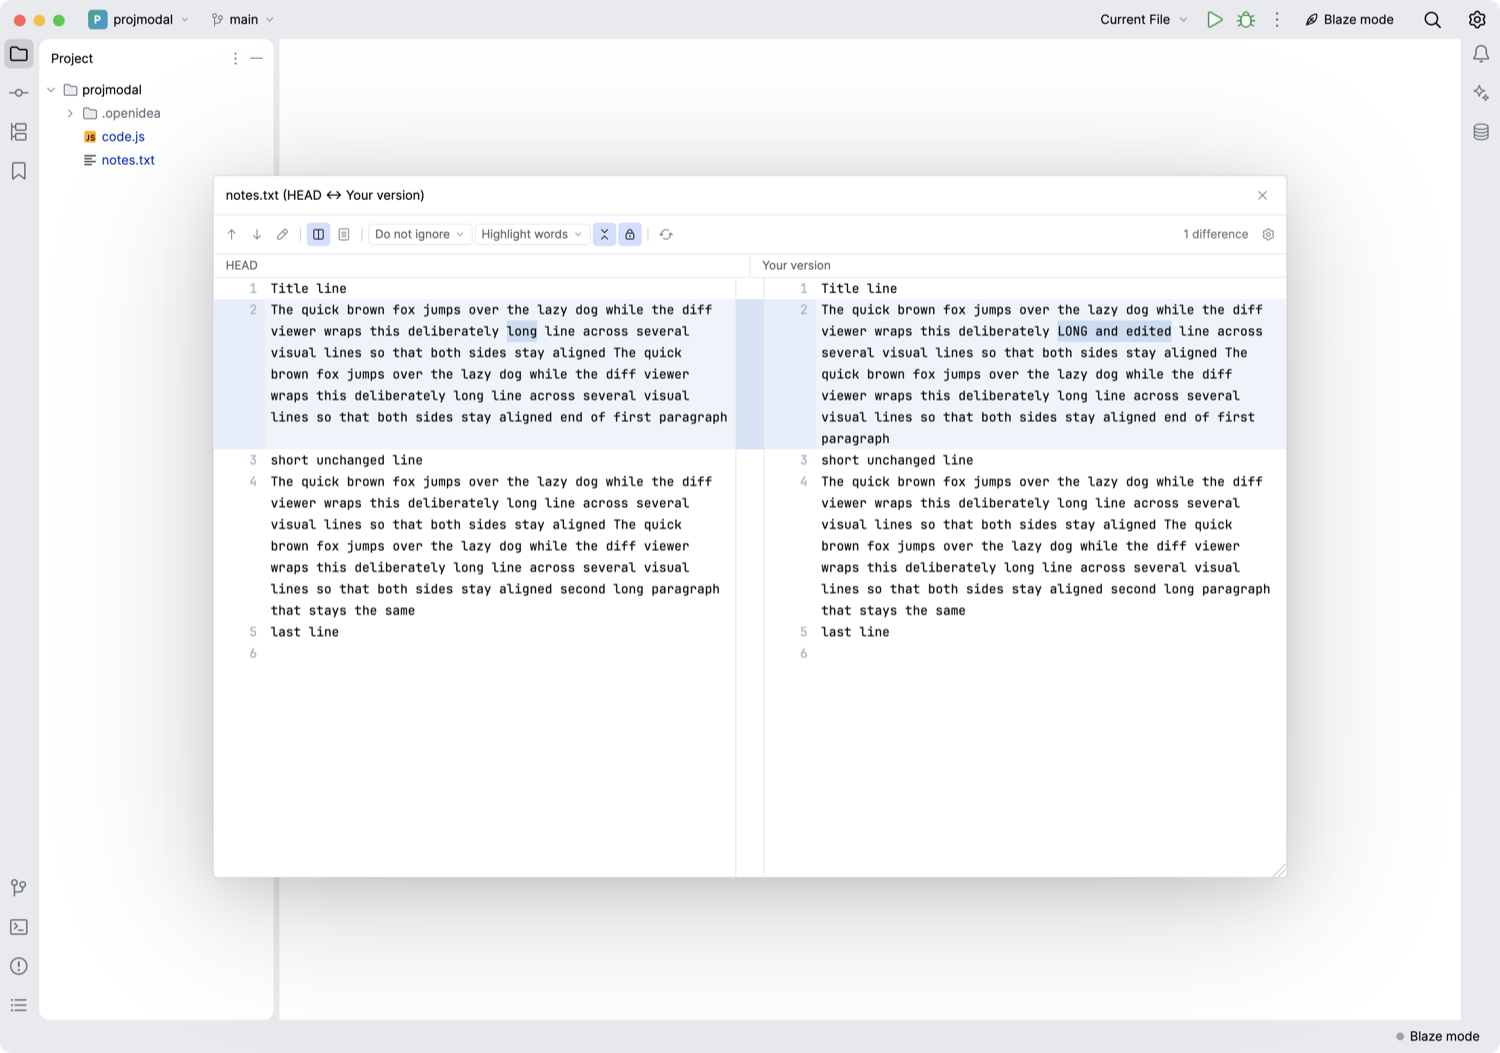 P projmodal
main
Current File
Blaze mode
Project
projmodal
.openidea
JS code.js
notes.txt
notes.txt (HEAD ↔ Your version)
Do not ignore
Highlight words
1 difference
HEAD
1 Title line
2 The quick brown fox jumps over the lazy dog while the diff
viewer wraps this deliberately long line across several
visual lines so that both sides stay aligned The quick
brown fox jumps over the lazy dog while the diff viewer
wraps this deliberately long line across several visual
lines so that both sides stay aligned end of first paragraph
3 short unchanged line
4 The quick brown fox jumps over the lazy dog while the diff
viewer wraps this deliberately long line across several
visual lines so that both sides stay aligned The quick
brown fox jumps over the lazy dog while the diff viewer
wraps this deliberately long line across several visual
lines so that both sides stay aligned second long paragraph
that stays the same
5 last line
6
Your version
1 Title line
2 The quick brown fox jumps over the lazy dog while the diff
viewer wraps this deliberately LONG and edited line across
several visual lines so that both sides stay aligned The
quick brown fox jumps over the lazy dog while the diff
viewer wraps this deliberately long line across several
visual lines so that both sides stay aligned end of first
paragraph
3 short unchanged line
4 The quick brown fox jumps over the lazy dog while the diff
viewer wraps this deliberately long line across several
visual lines so that both sides stay aligned The quick
brown fox jumps over the lazy dog while the diff viewer
wraps this deliberately long line across several visual
lines so that both sides stay aligned second long paragraph
that stays the same
5 last line
6
Blaze mode